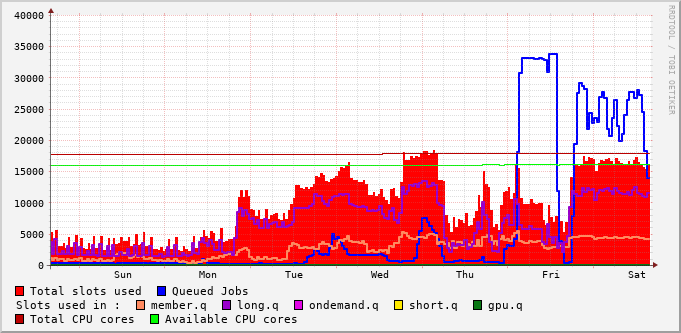 40000
35000
30000
25000
20000
15000
10000
5000
0
Sun Mon Tue Wed Thu Fri Sat
RRDTOOL / TOBI OETIKER
Total slots used Queued Jobs
Slots used in : member.q long.q ondemand.q short.q gpu.q
Total CPU cores Available CPU cores